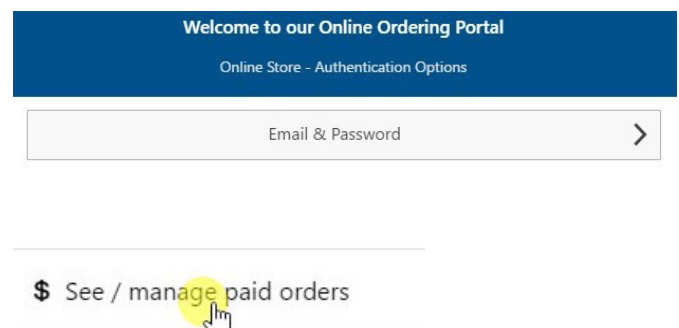 Welcome to our Online Ordering Portal
Online Store - Authentication Options
Email & Password
$ See / manage paid orders